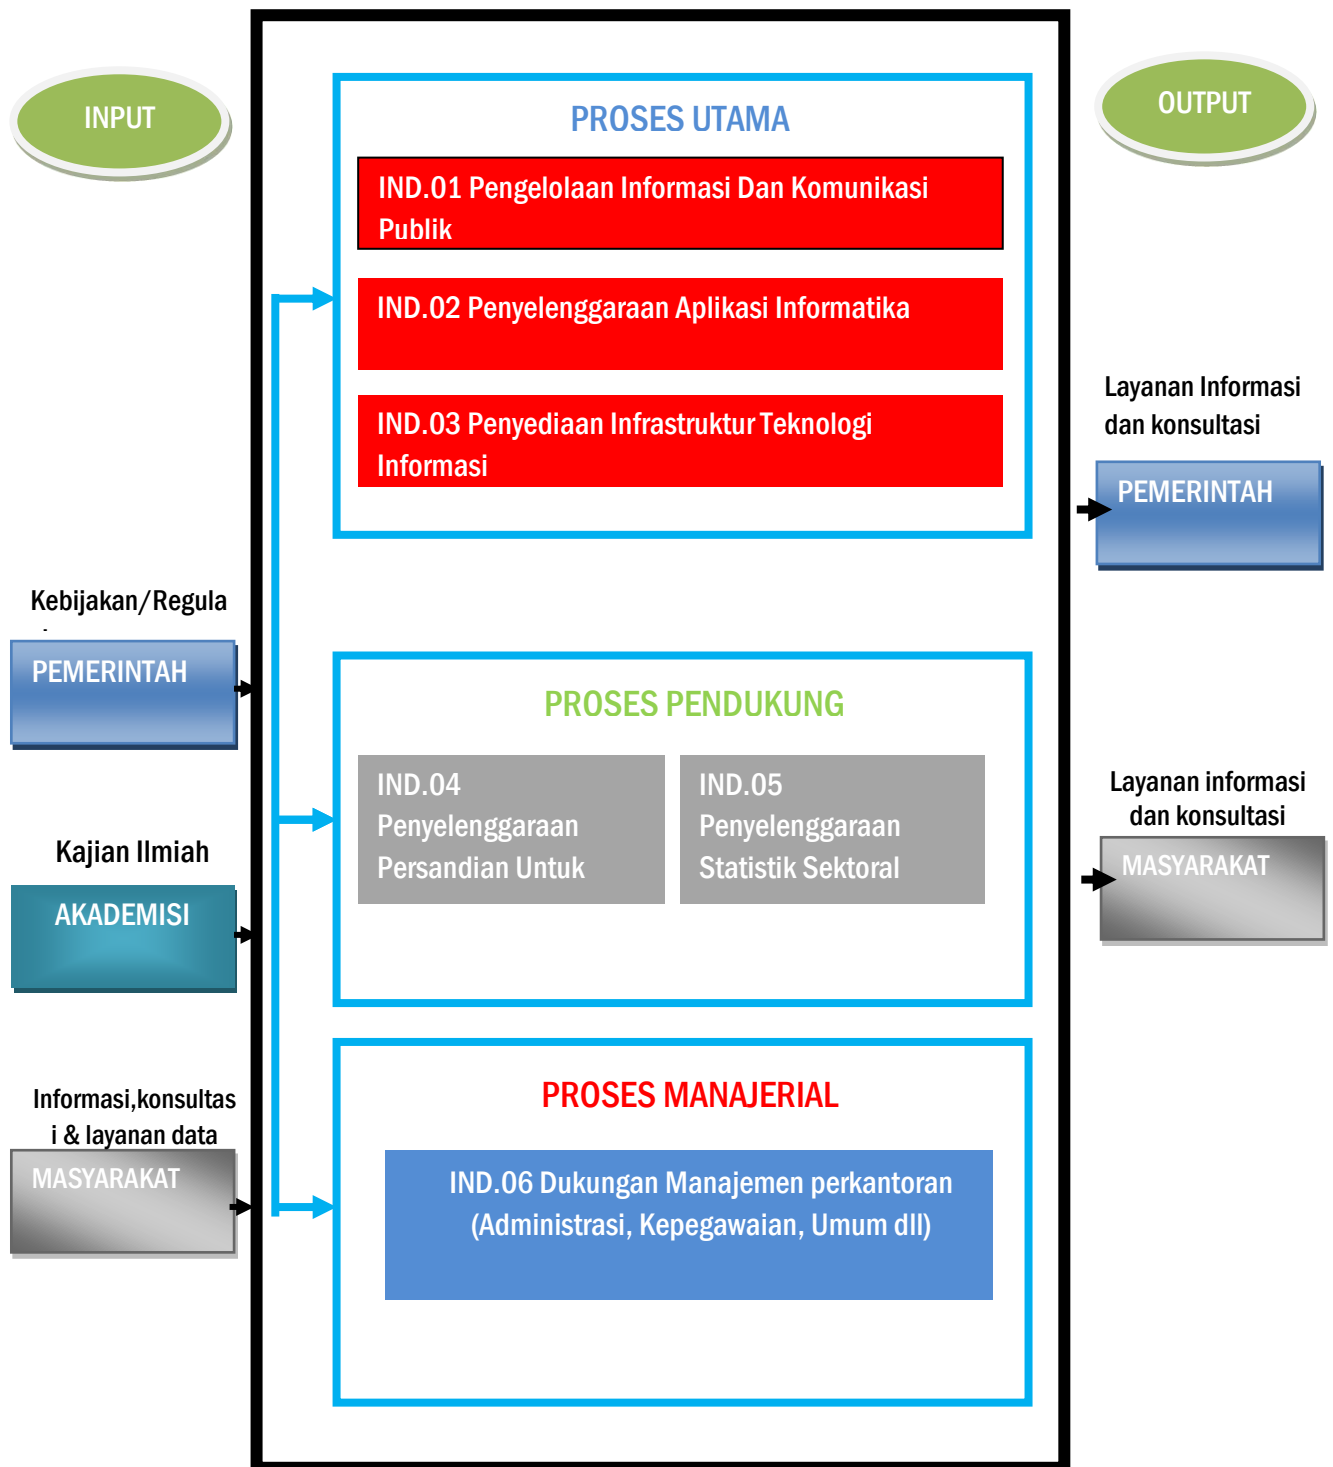 INPUT
OUTPUT
PROSES UTAMA
IND.01 Pengelolaan Informasi Dan Komunikasi
Publik
IND.02 Penyelenggaraan Aplikasi Informatika
IND.03 Penyediaan Infrastruktur Teknologi
Informasi
Layanan Informasi
dan konsultasi
PEMERINTAH
Kebijakan/Regula
PEMERINTAH
PROSES PENDUKUNG
IND.04
Penyelenggaraan
Persandian Untuk
IND.05
Penyelenggaraan
Statistik Sektoral
Layanan informasi
dan konsultasi
MASYARAKAT
Kajian Ilmiah
AKADEMISI
Informasi,konsultas
i & layanan data
MASYARAKAT
PROSES MANAJERIAL
IND.06 Dukungan Manajemen perkantoran
(Administrasi, Kepegawaian, Umum dll)